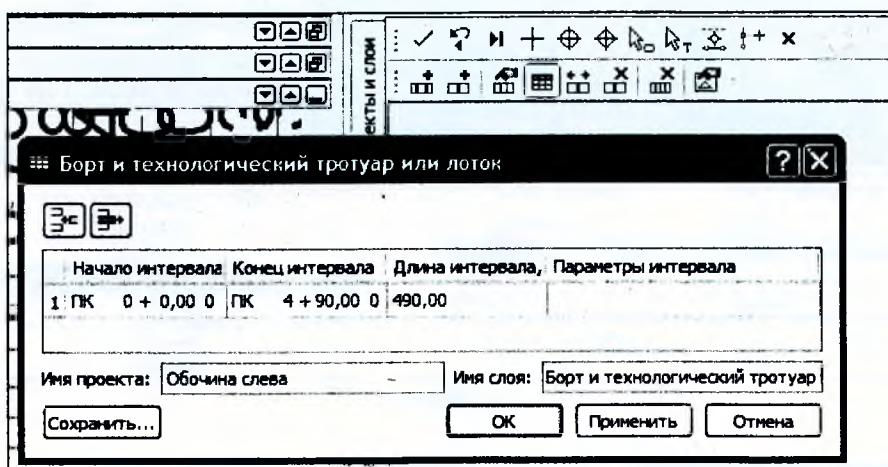 екты и слои
Борт и технологический тротуар или лоток
Начало интервала Конец интервала Длина интервала, Параметры интервала
1 ПК 0 + 0,00 0 ПК 4 + 90,00 0 490,00
Имя проекта: Обочина слева Имя слоя: Борт и технологический тротуар
Сохранить... ОК Применить Отмена